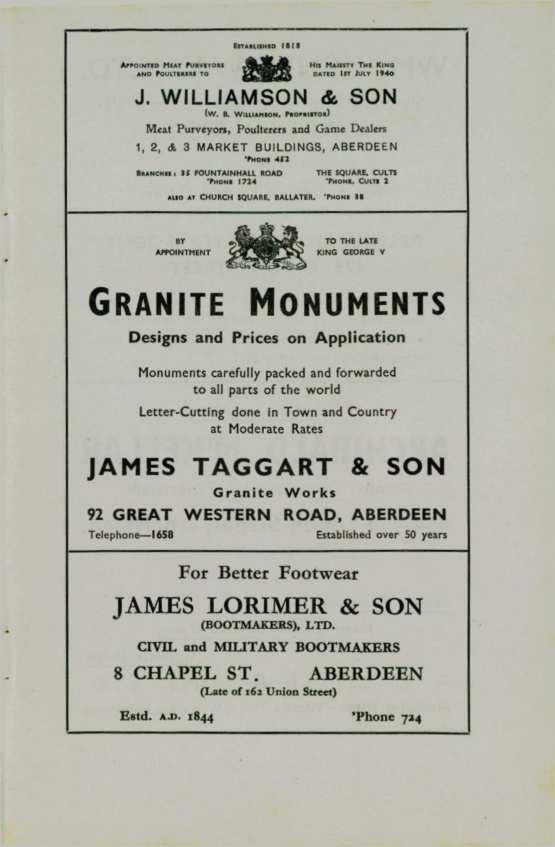 ESTABLISHED 1818
APPOINTED MEAT PURVEYORS
AND POULTERERS TO
HIS MAJESTY THE KING
DATED 1ST JULY 1940
J. WILLIAMSON & SON
(W. B. WILLIAMSON, PROPRIETOR)
Meat Purveyors, Poulterers and Game Dealers
1, 2, & 3 MARKET BUILDINGS, ABERDEEN
'PHONE 452
BRANCHES: 35 FOUNTAINHALL ROAD
'PHONE 1724
THE SQUARE, CULTS
'PHONE, CULTS 2
ALSO AT CHURCH SQUARE, BALLATER. 'PHONE 38
BY
APPOINTMENT
TO THE LATE
KING GEORGE V
GRANITE MONUMENTS
Designs and Prices on Application
Monuments carefully packed and forwarded
to all parts of the world
Letter-Cutting done in Town and Country
at Moderate Rates
JAMES TAGGART & SON
Granite Works
92 GREAT WESTERN ROAD, ABERDEEN
Telephone—1658 Established over 50 years
For Better Footwear
JAMES LORIMER & SON
(BOOTMAKERS), LTD.
CIVIL and MILITARY BOOTMAKERS
8 CHAPEL ST. ABERDEEN
(Late of 162 Union Street)
Estd. A.D. 1844 'Phone 724